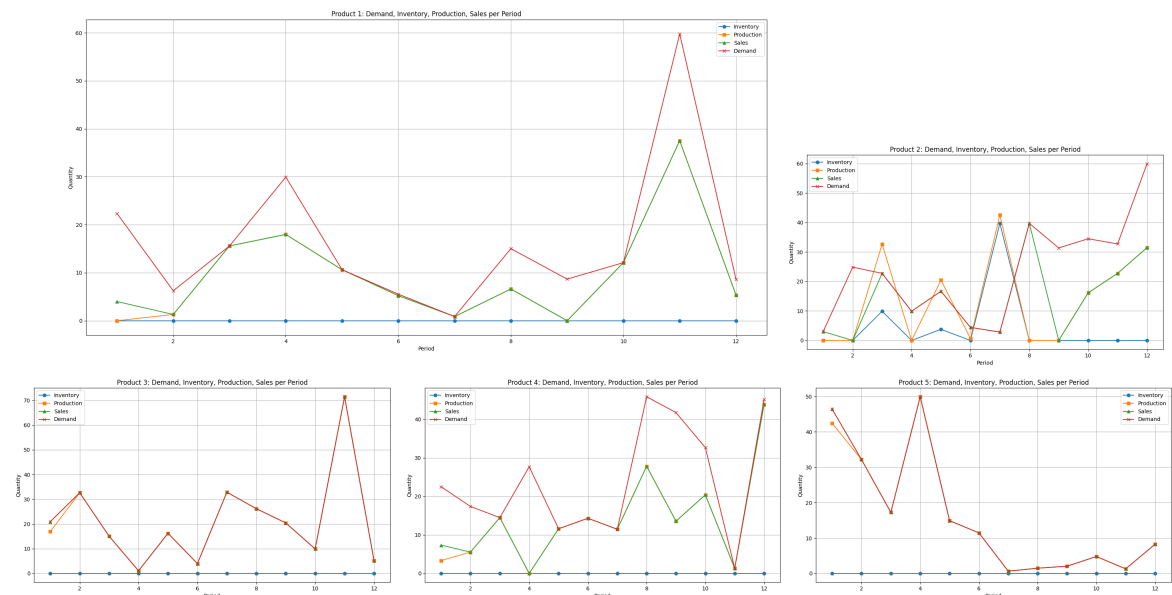 Product 1: Demand, Inventory, Production, Sales per Period
Inventory
Production
Sales
Demand
60
50
40
30
20
10
0
Quantity
2
4
6
8
10
12
Period
Product 2: Demand, Inventory, Production, Sales per Period
Inventory
Production
Sales
Demand
60
50
40
30
20
10
0
Quantity
2
4
6
8
10
12
Period
Product 3: Demand, Inventory, Production, Sales per Period
Inventory
Production
Sales
Demand
70
60
50
40
30
20
10
0
Quantity
2
4
6
8
10
12
Product 4: Demand, Inventory, Production, Sales per Period
Inventory
Production
Sales
Demand
40
30
20
10
0
Quantity
2
4
6
8
10
12
Product 5: Demand, Inventory, Production, Sales per Period
Inventory
Production
Sales
Demand
50
40
30
20
10
0
Quantity
2
4
6
8
10
12